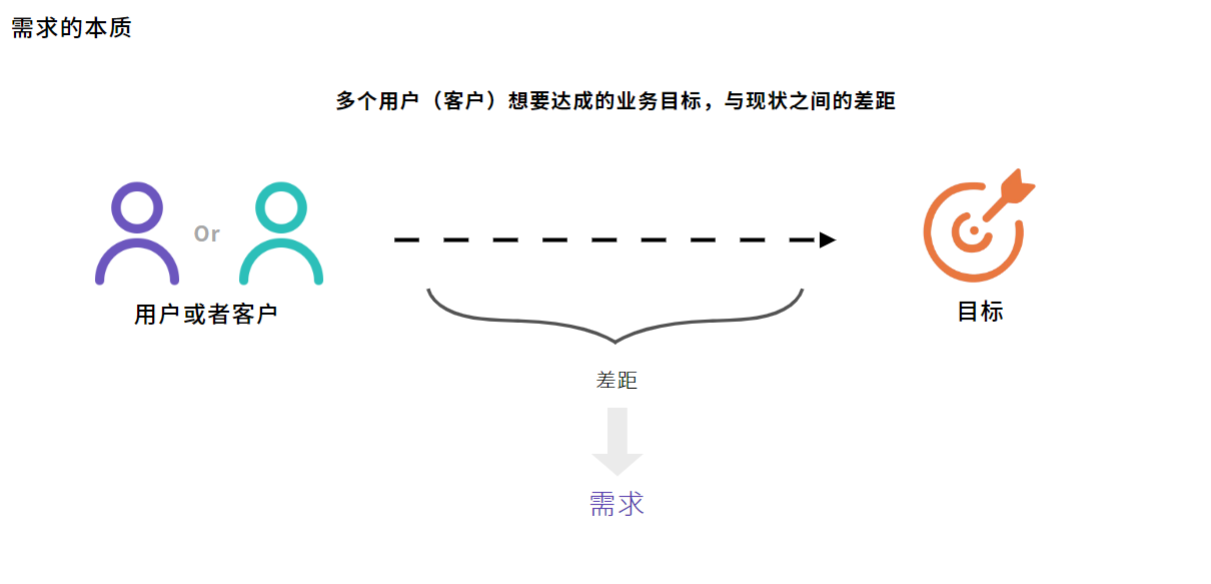 需求的本质
多个用户（客户）想要达成的业务目标，与现状之间的差距
Or
用户或者客户
目标
差距
需求